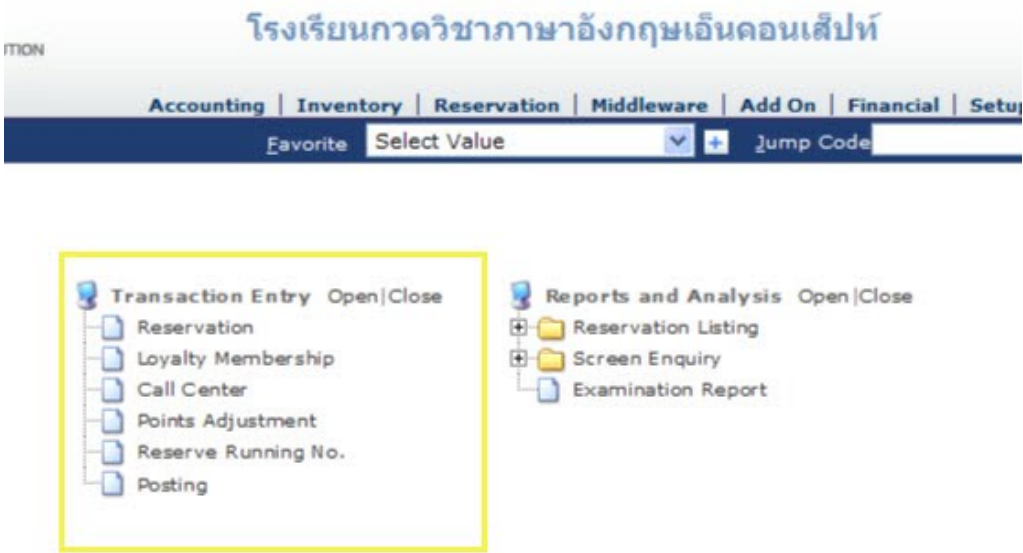 โรงเรียนกวดวิชาภาษาอังกฤษเอ็นคอนเส็ปท์
Accounting | Inventory | Reservation | Middleware | Add On | Financial | Setup
Favorite Select Value + Jump Code
Transaction Entry Open|Close
Reservation
Loyalty Membership
Call Center
Points Adjustment
Reserve Running No.
Posting
Reports and Analysis Open|Close
Reservation Listing
Screen Enquiry
Examination Report